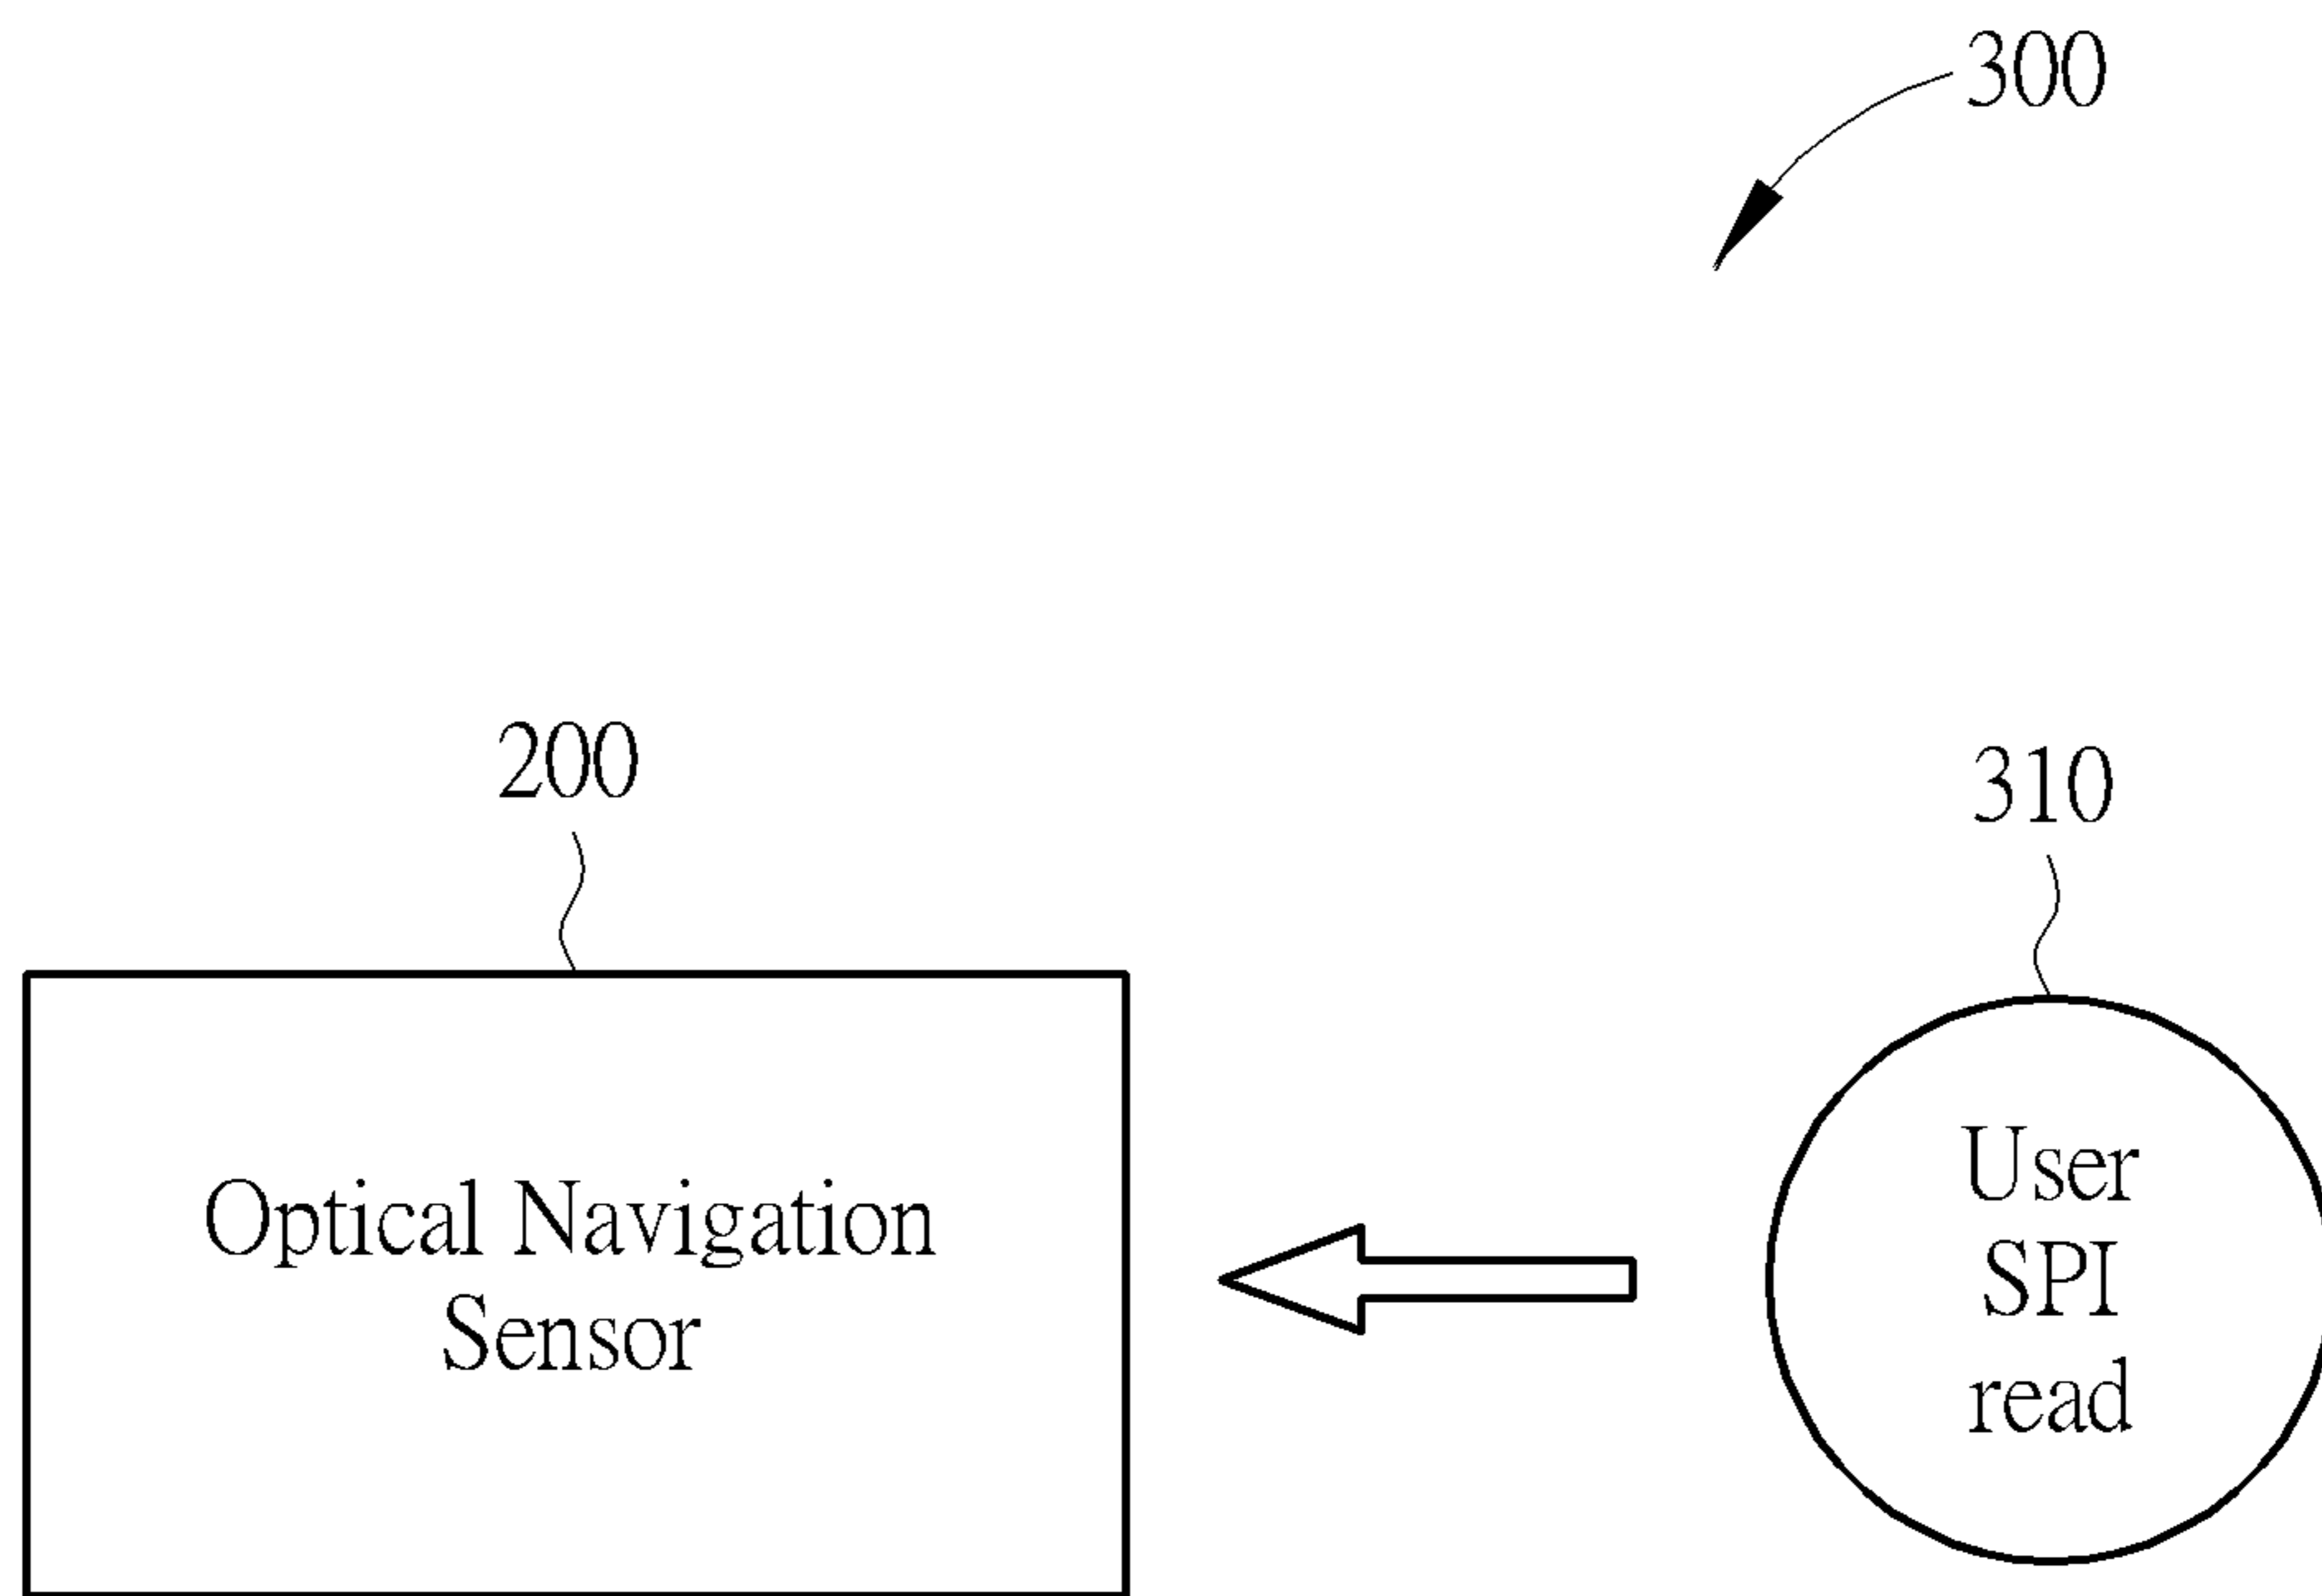 300
200
310
Optical Navigation
Sensor
User
SPI
read